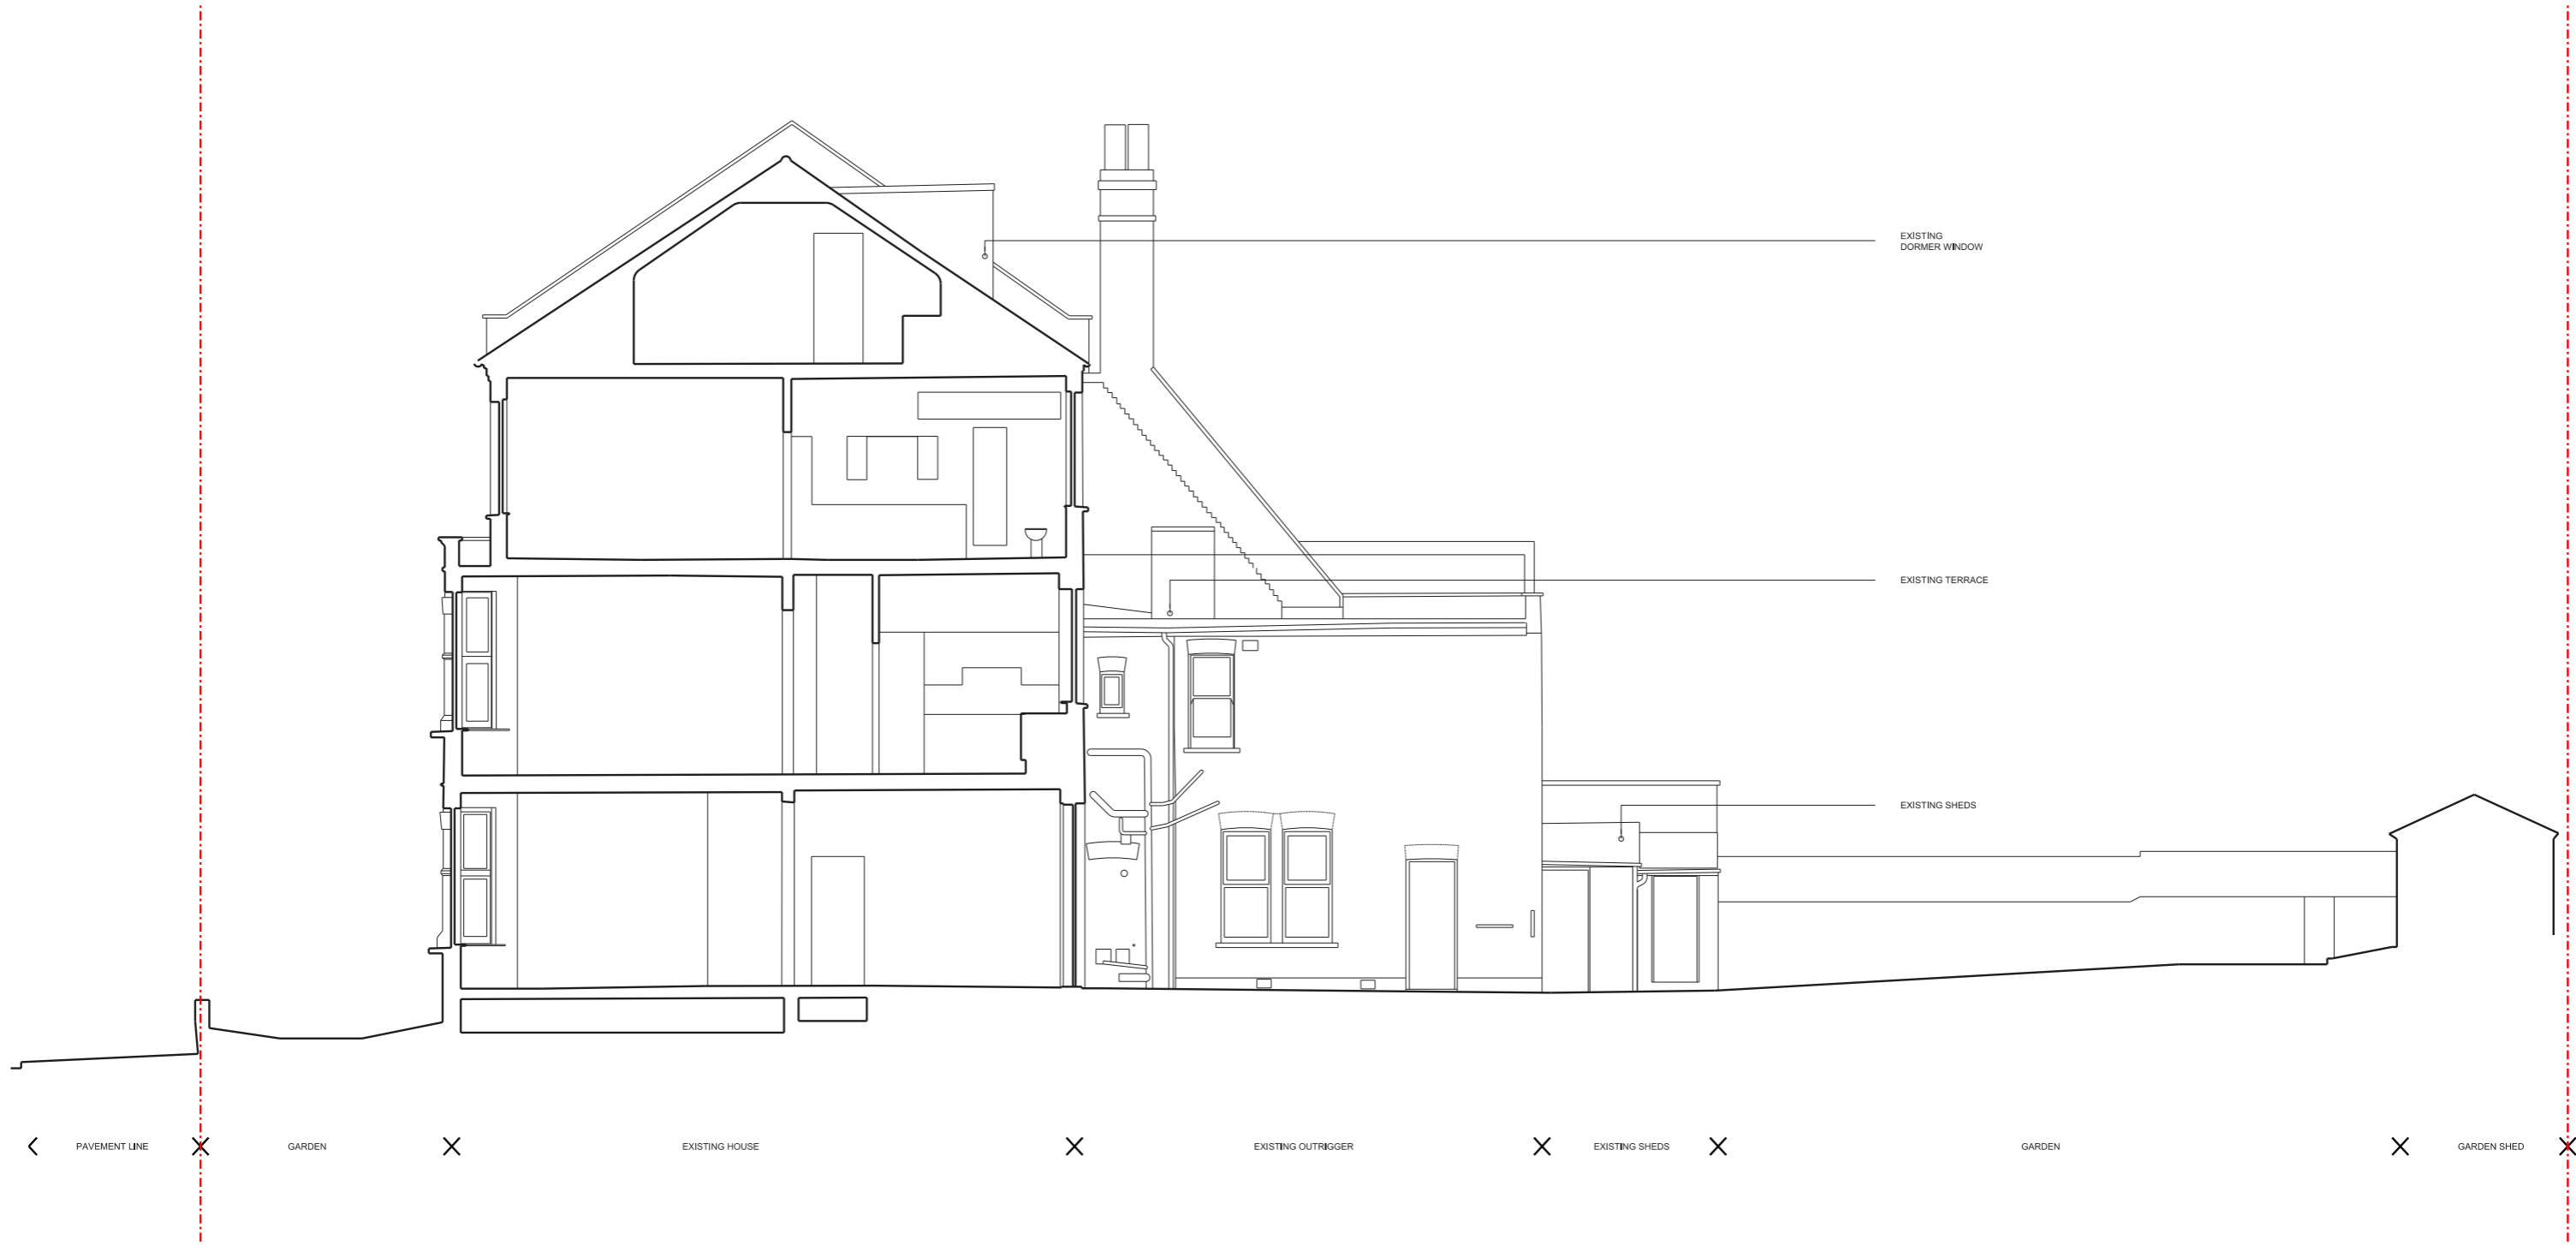 EXISTING
DORMER WINDOW
EXISTING TERRACE
EXISTING SHEDS
PAVEMENT LINE
GARDEN
EXISTING HOUSE
EXISTING OUTRIGGER
EXISTING SHEDS
GARDEN
GARDEN SHED